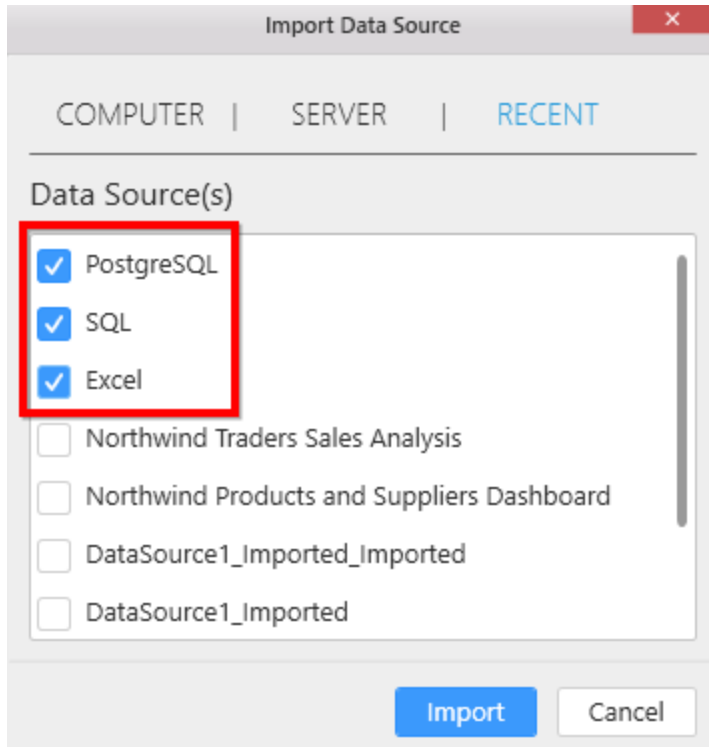 Import Data Source
COMPUTER | SERVER | RECENT
Data Source(s)
PostgreSQL
SQL
Excel
Northwind Traders Sales Analysis
Northwind Products and Suppliers Dashboard
DataSource1_Imported_Imported
DataSource1_Imported
Import Cancel